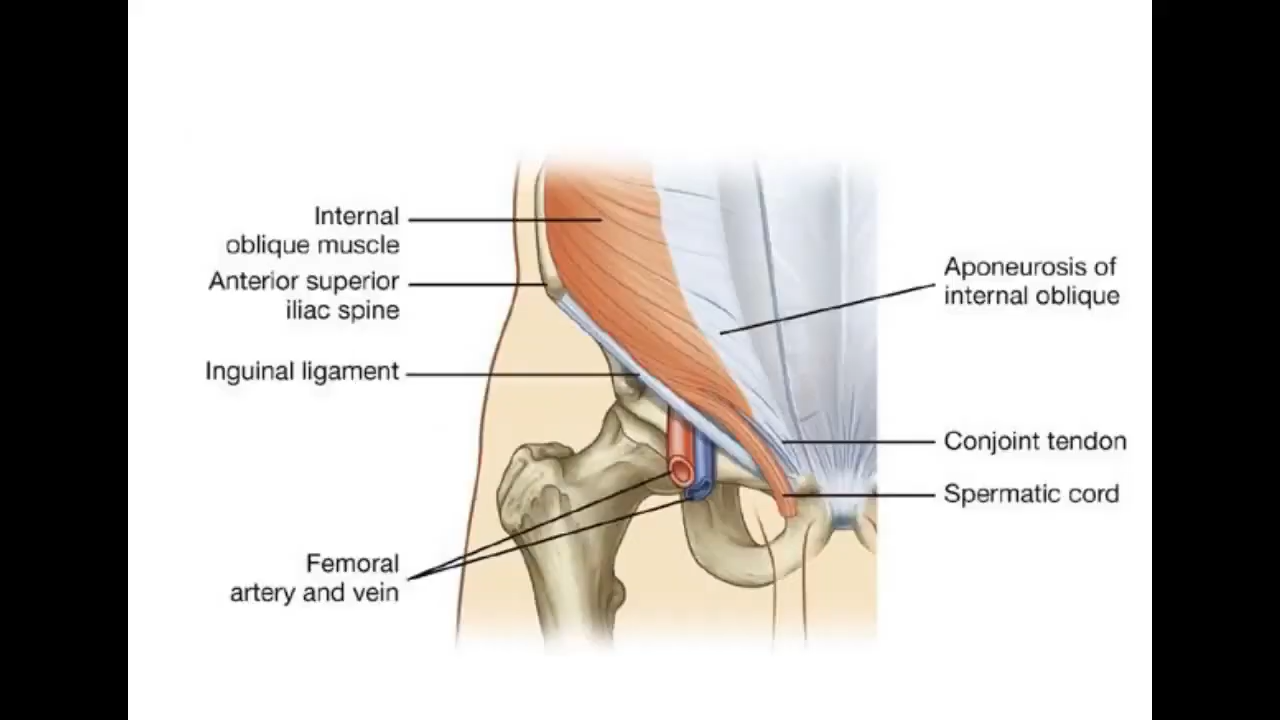 Internal
oblique muscle
Anterior superior
iliac spine
Inguinal ligament
Femoral
artery and vein
Aponeurosis of
internal oblique
Conjoint tendon
Spermatic cord